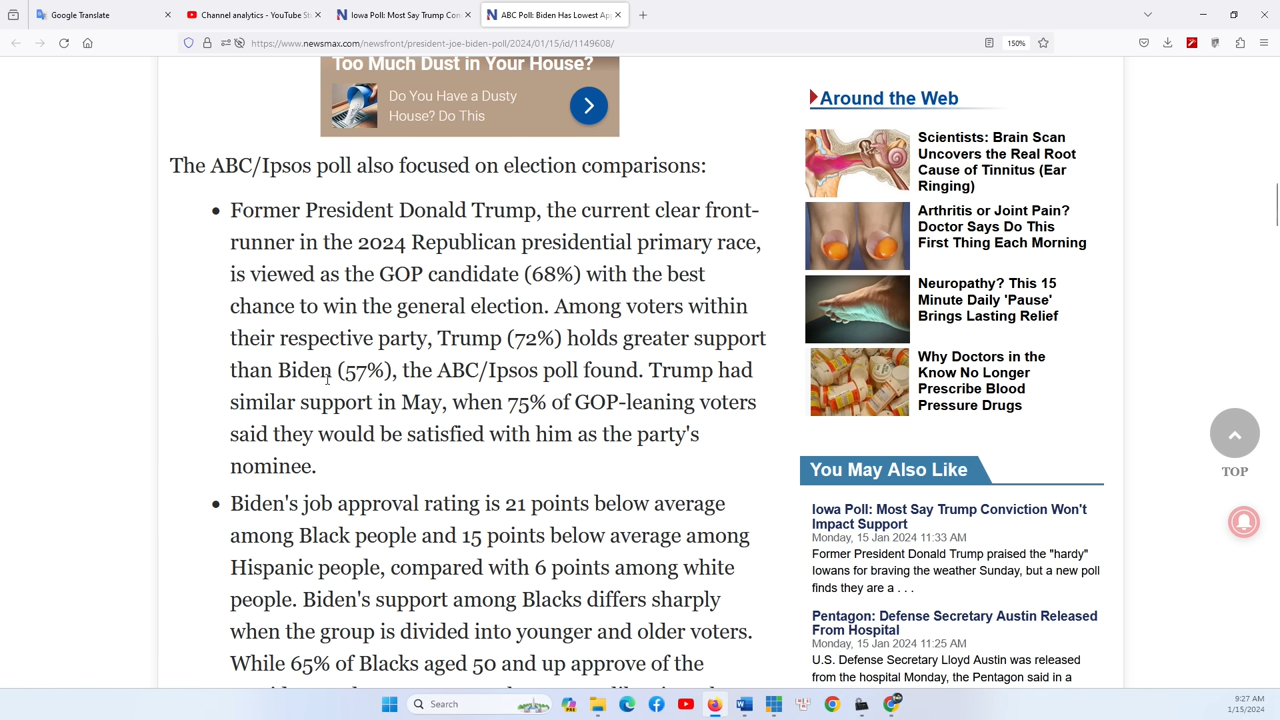 Google Translate
Channel analytics - YouTube St
Iowa Poll: Most Say Trump Con
ABC Poll: Biden Has Lowest App
https://www.newsmax.com/newsfront/president-joe-biden-poll/2024/01/15/id/1149608/
150%
Too Much Dust in Your House?
Do You Have a Dusty
House? Do This
The ABC/Ipsos poll also focused on election comparisons:
Former President Donald Trump, the current clear front-
runner in the 2024 Republican presidential primary race,
is viewed as the GOP candidate (68%) with the best
chance to win the general election. Among voters within
their respective party, Trump (72%) holds greater support
than Biden (57%), the ABC/Ipsos poll found. Trump had
similar support in May, when 75% of GOP-leaning voters
said they would be satisfied with him as the party's
nominee.
Biden's job approval rating is 21 points below average
among Black people and 15 points below average among
Hispanic people, compared with 6 points among white
people. Biden's support among Blacks differs sharply
when the group is divided into younger and older voters.
While 65% of Blacks aged 50 and up approve of the
Around the Web
Scientists: Brain Scan
Uncovers the Real Root
Cause of Tinnitus (Ear
Ringing)
Arthritis or Joint Pain?
Doctor Says Do This
First Thing Each Morning
Neuropathy? This 15
Minute Daily 'Pause'
Brings Lasting Relief
Why Doctors in the
Know No Longer
Prescribe Blood
Pressure Drugs
You May Also Like
Iowa Poll: Most Say Trump Conviction Won't
Impact Support
Monday, 15 Jan 2024 11:33 AM
Former President Donald Trump praised the "hardy"
Iowans for braving the weather Sunday, but a new poll
finds they are a . . .
Pentagon: Defense Secretary Austin Released
From Hospital
Monday, 15 Jan 2024 11:25 AM
U.S. Defense Secretary Lloyd Austin was released
from the hospital Monday, the Pentagon said in a
TOP
Search
9:27 AM
1/15/2024